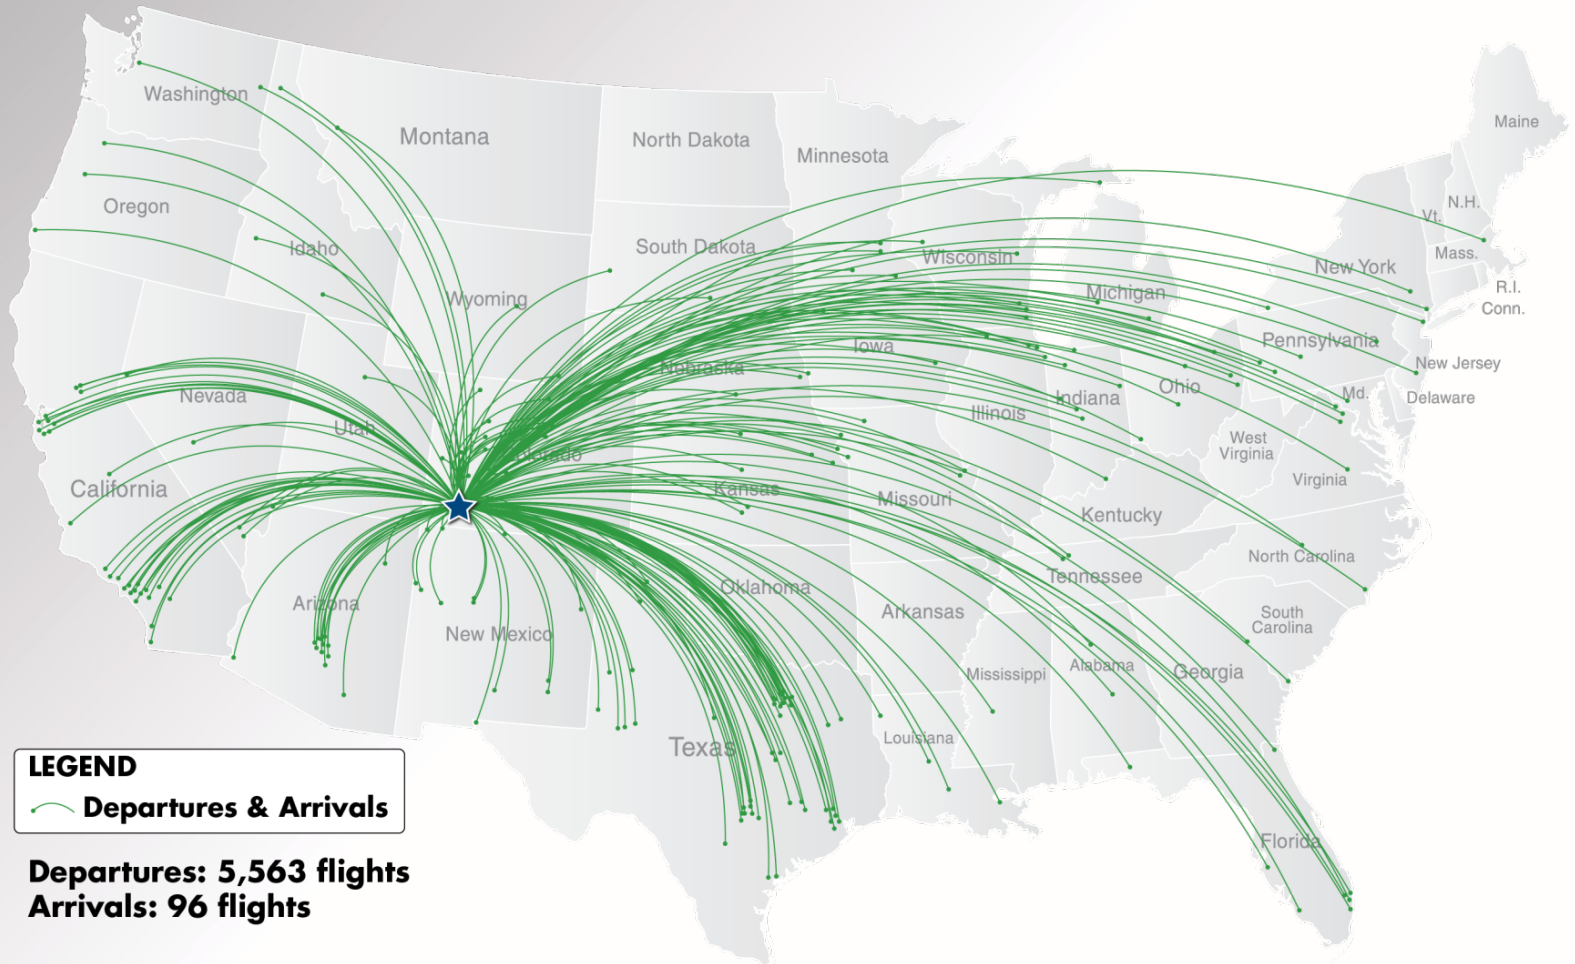 Maine
Washington
Montana
North Dakota
Minnesota
Oregon
N.H.
Vt.
Idaho
South Dakota
Wisconsin
Mass.
New York
Wyoming
Michigan
R.I.
Conn.
Iowa
Pennsylvania
Nebraska
New Jersey
Nevada
Ohio
Indiana
Md.
Delaware
Illinois
Utah
Colorado
West
Virginia
California
Kansas
Missouri
Virginia
Kentucky
North Carolina
Tennessee
Oklahoma
Arizona
Arkansas
South
Carolina
New Mexico
Mississippi
Alabama
Georgia
Texas
Louisiana
Florida
LEGEND
Departures & Arrivals
Departures: 5,563 flights
Arrivals: 96 flights